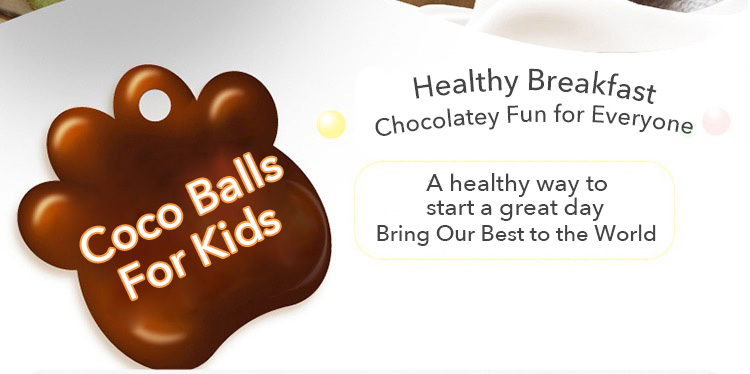 Coco Balls
For Kids
Healthy Breakfast
Chocolatey Fun for Everyone
A healthy way to
start a great day
Bring Our Best to the World